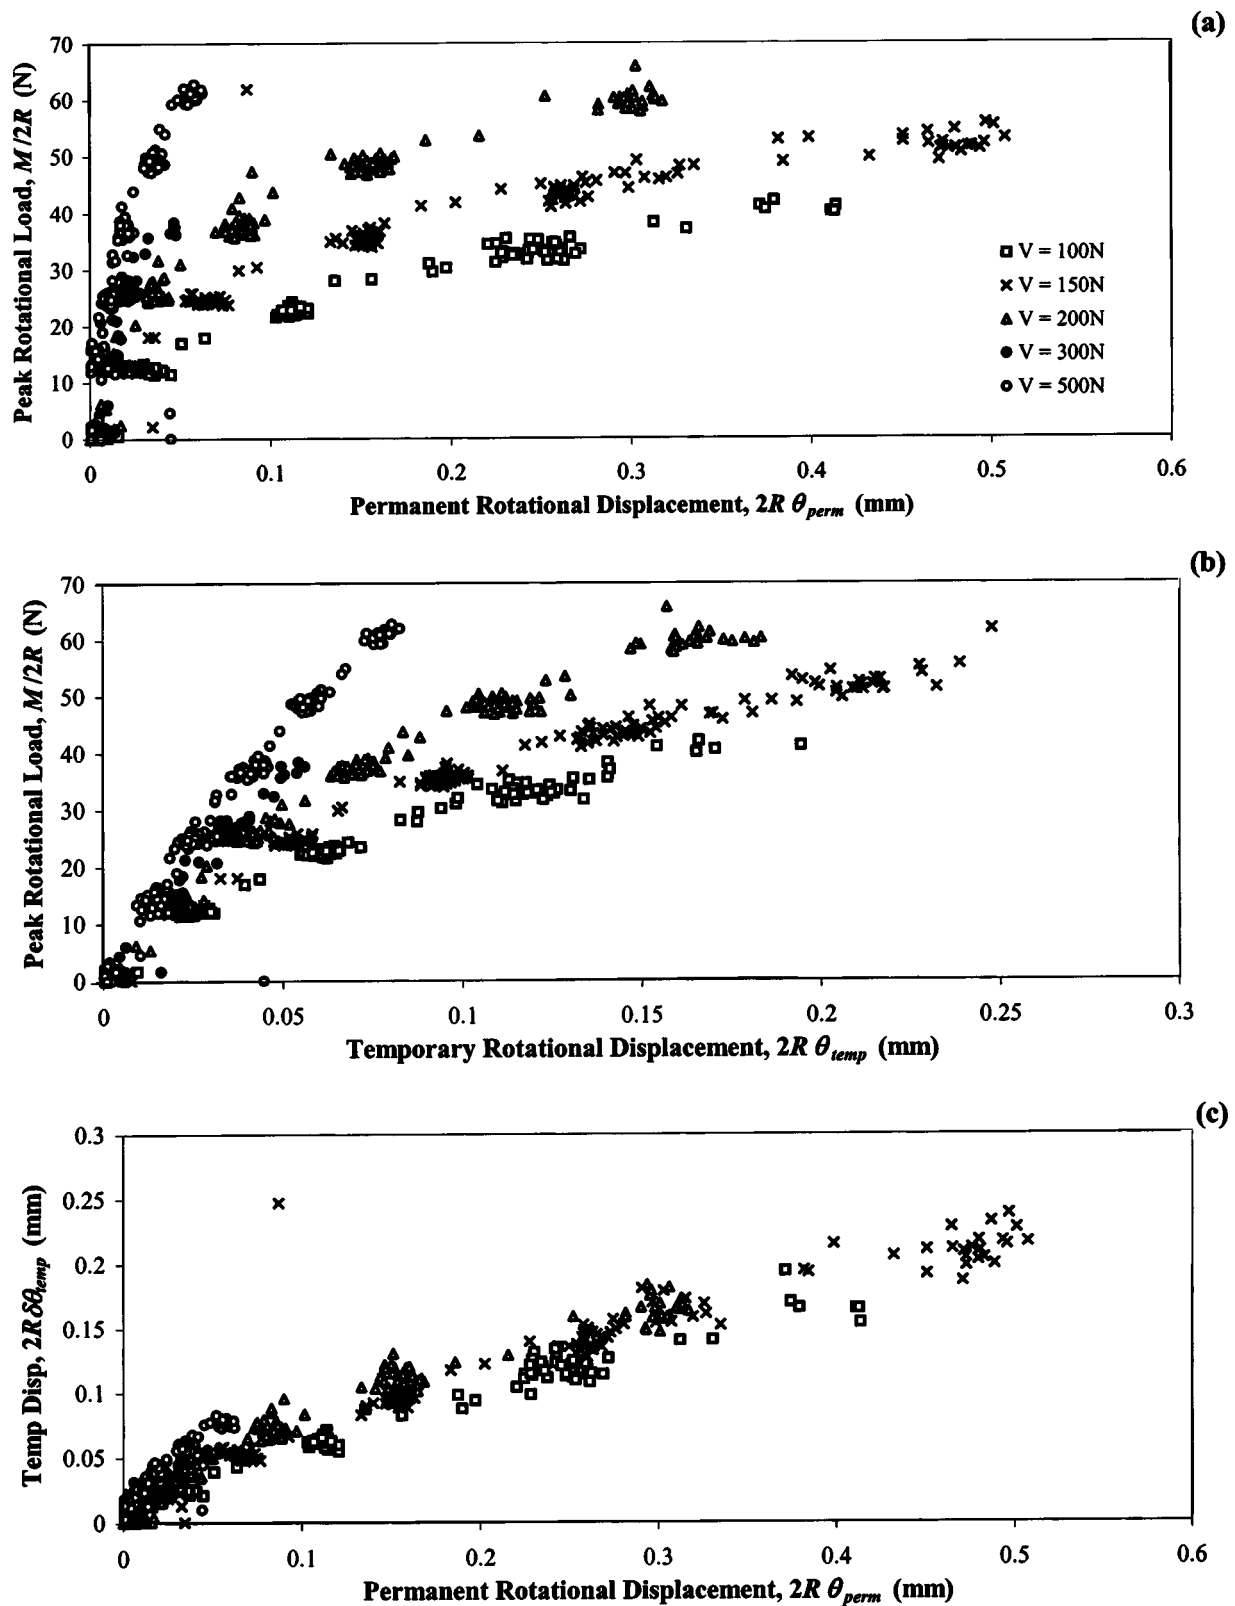 (a)
70
60
50
40
30
20
10
0
Peak Rotational Load, M/2R (N)
V = 100N
V = 150N
V = 200N
V = 300N
V = 500N
0 0.1 0.2 0.3 0.4 0.5 0.6
Permanent Rotational Displacement, 2R θperm (mm)
(b)
70
60
50
40
30
20
10
0
Peak Rotational Load, M/2R (N)
0 0.05 0.1 0.15 0.2 0.25 0.3
Temporary Rotational Displacement, 2R θtemp (mm)
(c)
0.3
0.25
0.2
0.15
0.1
0.05
0
Temp Disp, 2Rδθtemp (mm)
0 0.1 0.2 0.3 0.4 0.5 0.6
Permanent Rotational Displacement, 2R θperm (mm)